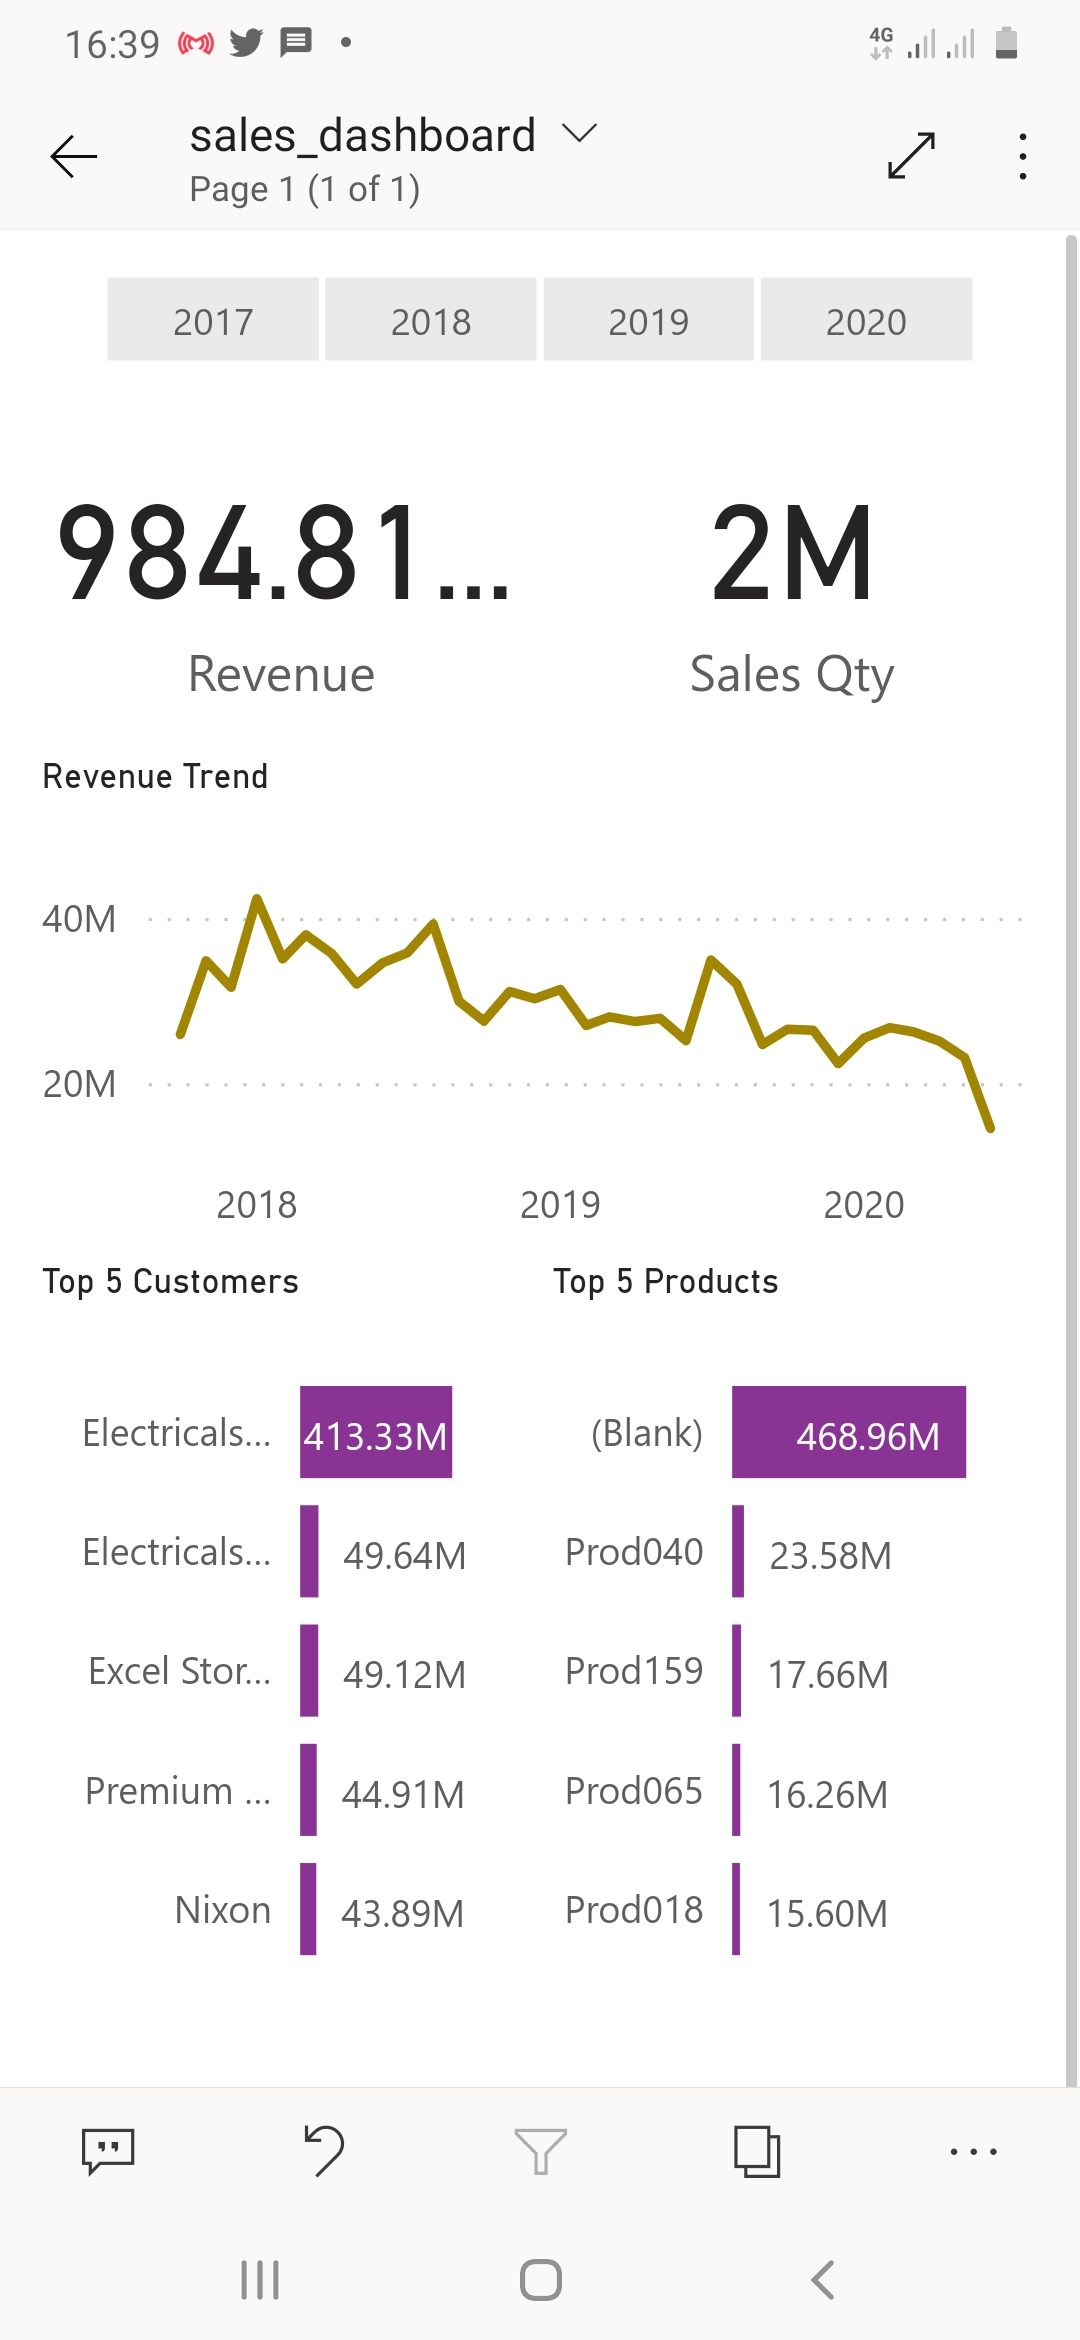 16:39
4G
sales_dashboard
Page 1 (1 of 1)
2017 2018 2019 2020
984.81... 2M
Revenue Sales Qty
Revenue Trend
40M
20M
2018 2019 2020
Top 5 Customers Top 5 Products
Electricals... 413.33M (Blank) 468.96M
Electricals... 49.64M Prod040 23.58M
Excel Stor... 49.12M Prod159 17.66M
Premium ... 44.91M Prod065 16.26M
Nixon 43.89M Prod018 15.60M